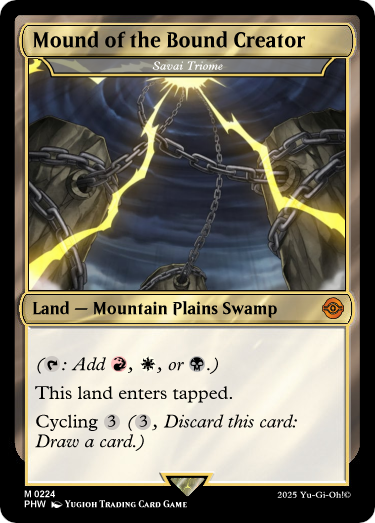 Mound of the Bound Creator
Savai Triome
Land — Mountain Plains Swamp
(: Add , , or .)
This land enters tapped.
Cycling 3 (3, Discard this card:
Draw a card.)
M 0224
PHW Yugioh Trading Card Game
2025 Yu-Gi-Oh!©